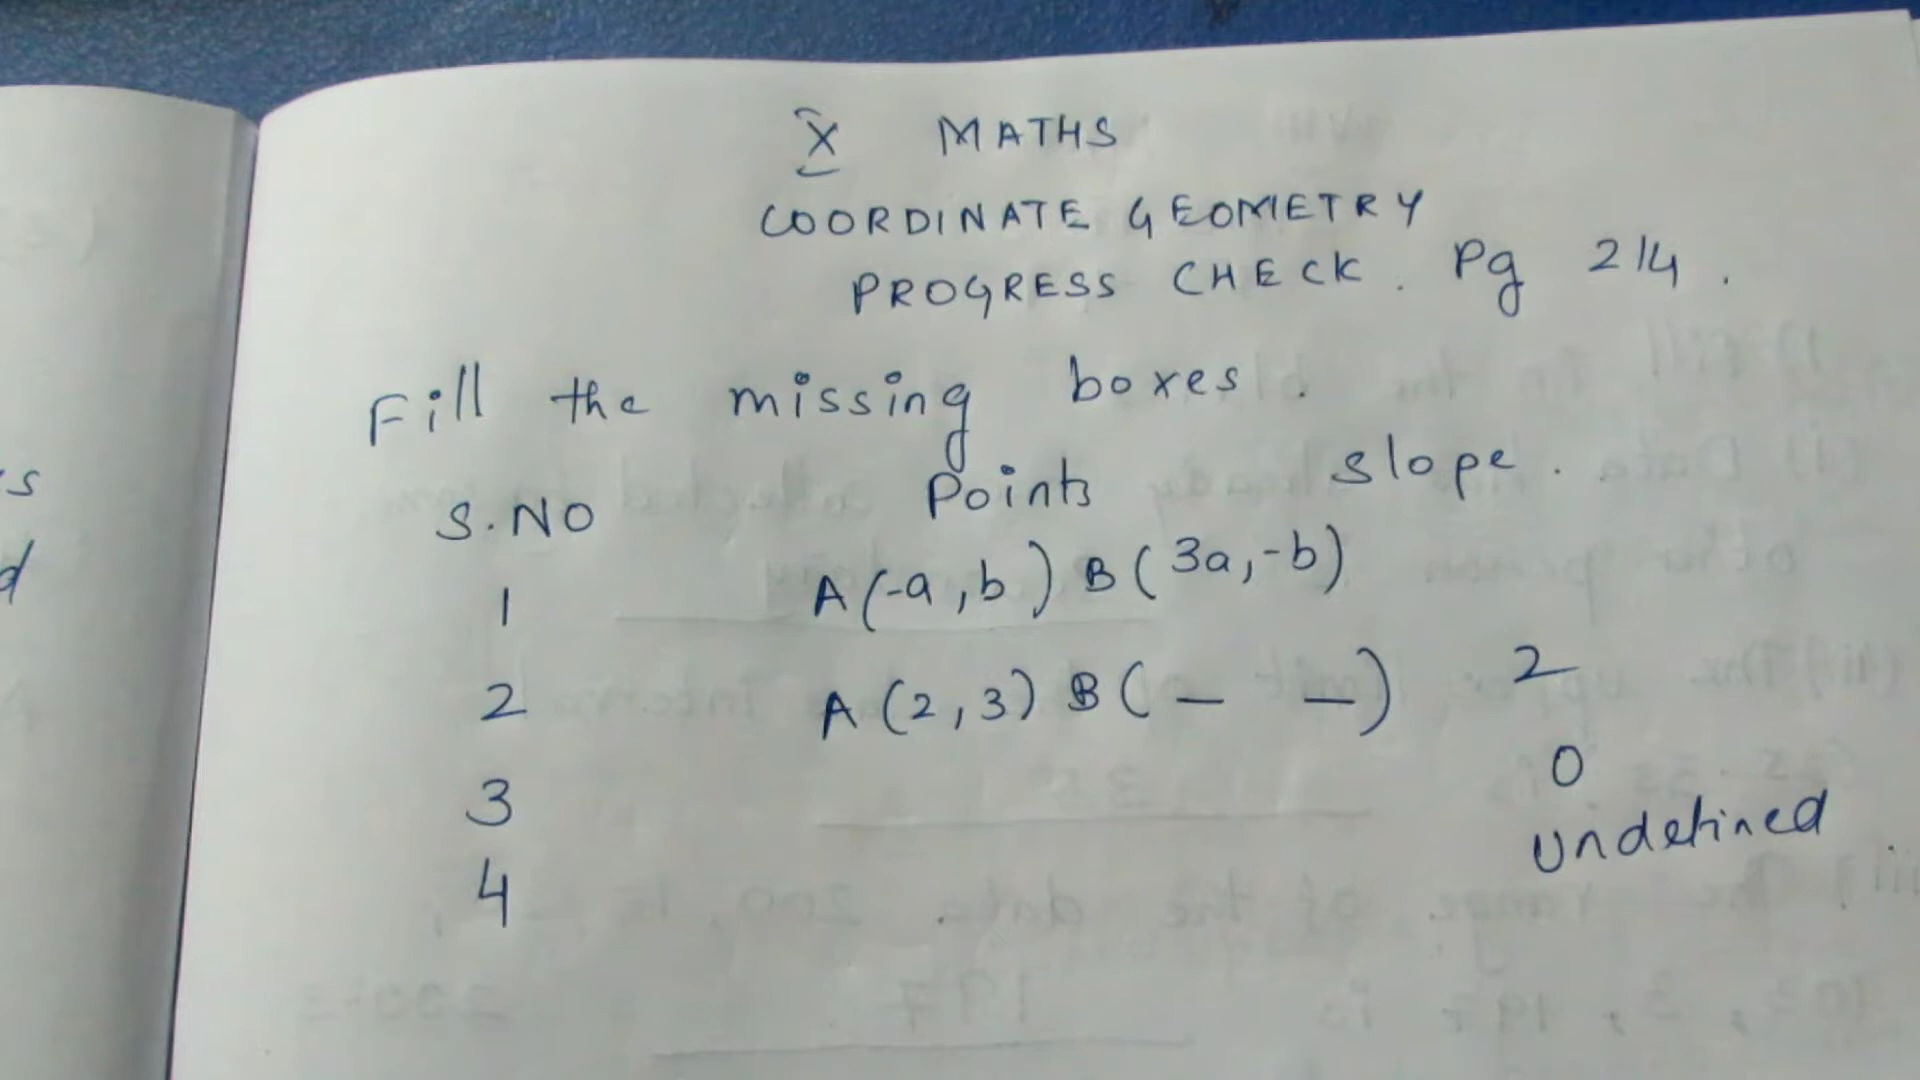 X MATHS
COORDINATE GEOMETRY
PROGRESS CHECK. Pg 214.
Fill the missing boxes.
S.NO Points slope.
1 A(-a,b) B(3a,-b)
2 A(2,3) B(_ _) 2
3 0
4 undefined
s
d